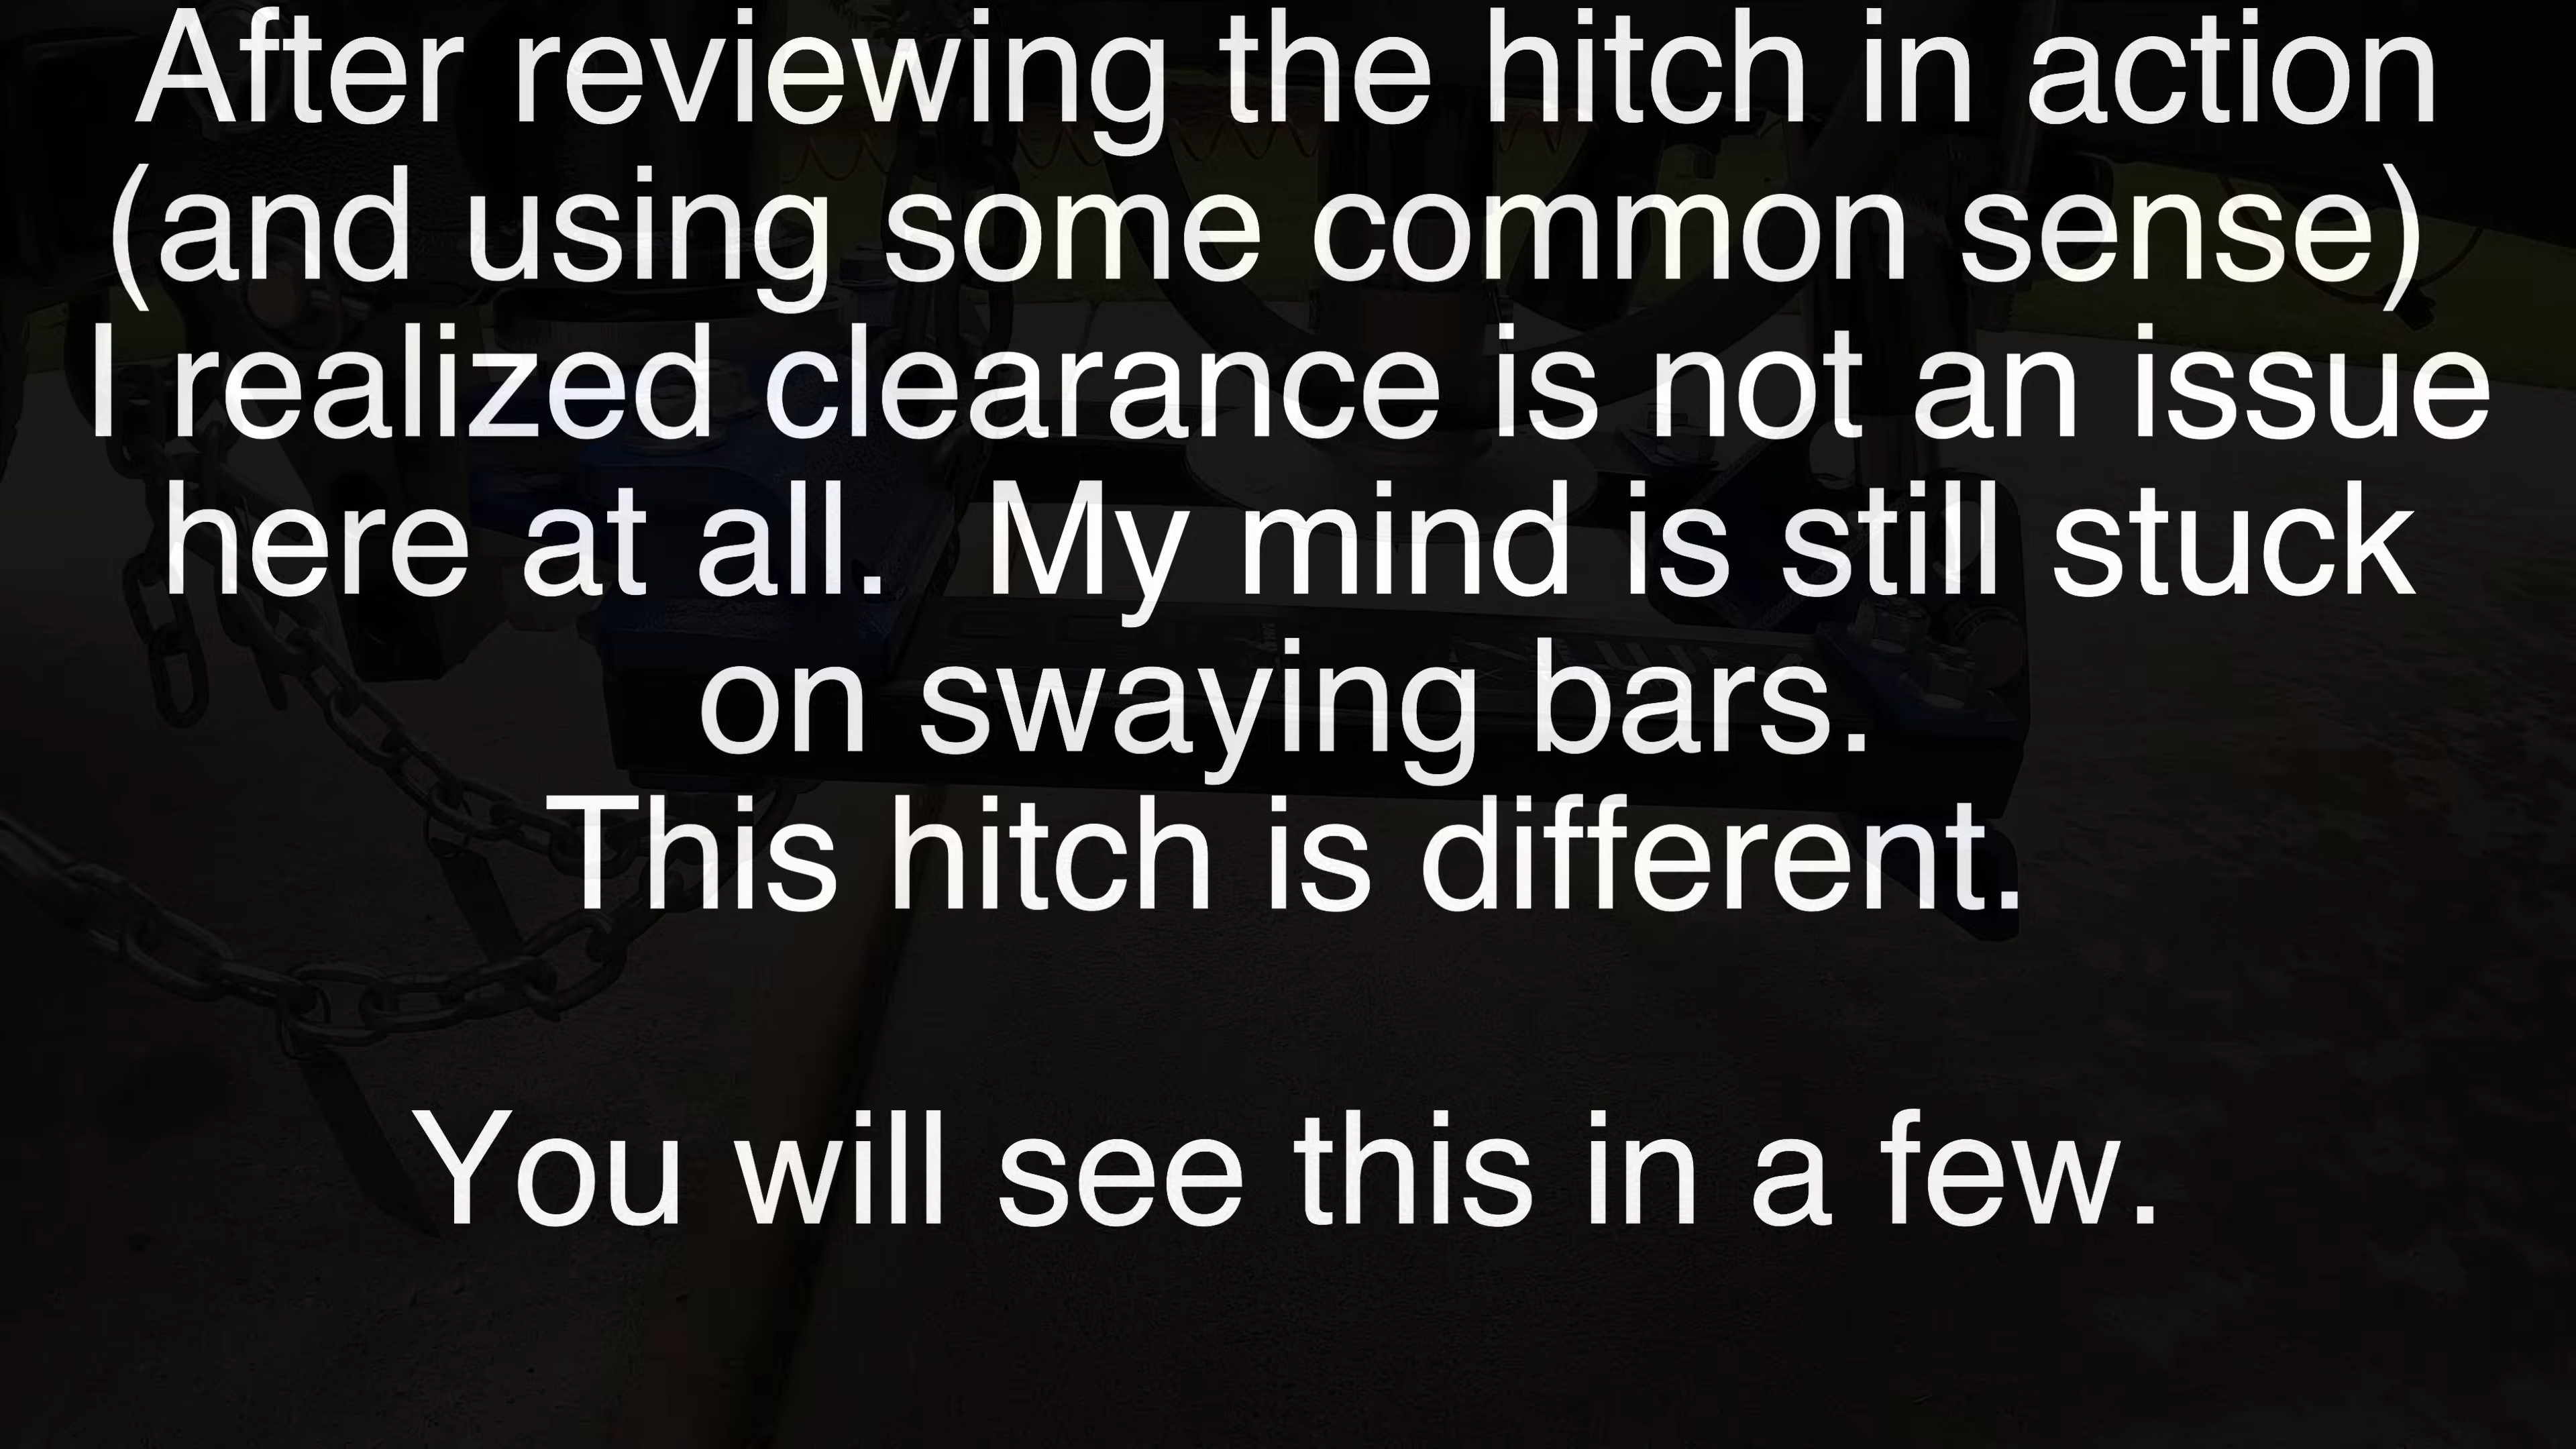 After reviewing the hitch in action
(and using some common sense)
I realized clearance is not an issue
here at all.  My mind is still stuck
on swaying bars.
This hitch is different.
You will see this in a few.